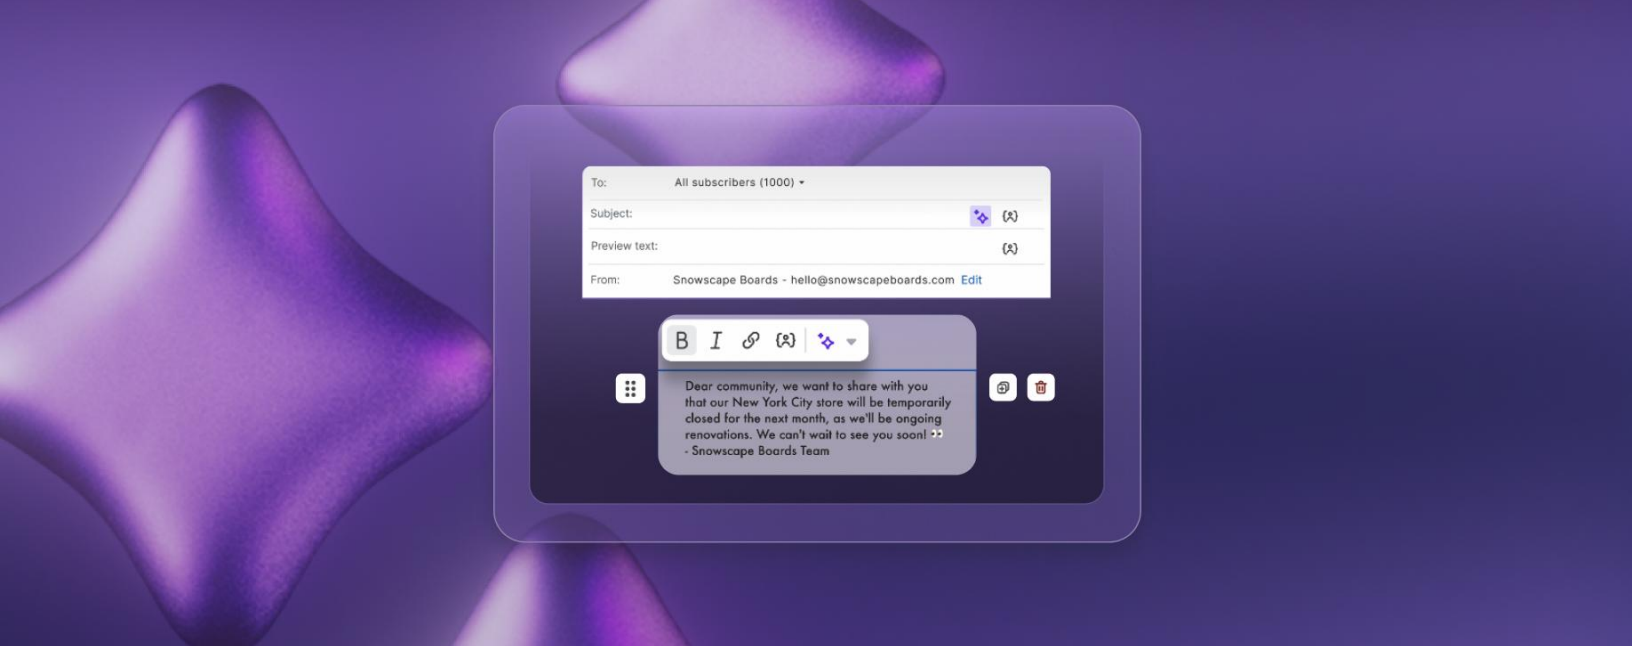 To: All subscribers (1000)
Subject:
Preview text:
From: Snowscape Boards - hello@snowscapeboards.com Edit
B I
Dear community, we want to share with you
that our New York City store will be temporarily
closed for the next month, as we'll be ongoing
renovations. We can't wait to see you soon! 👀
- Snowscape Boards Team